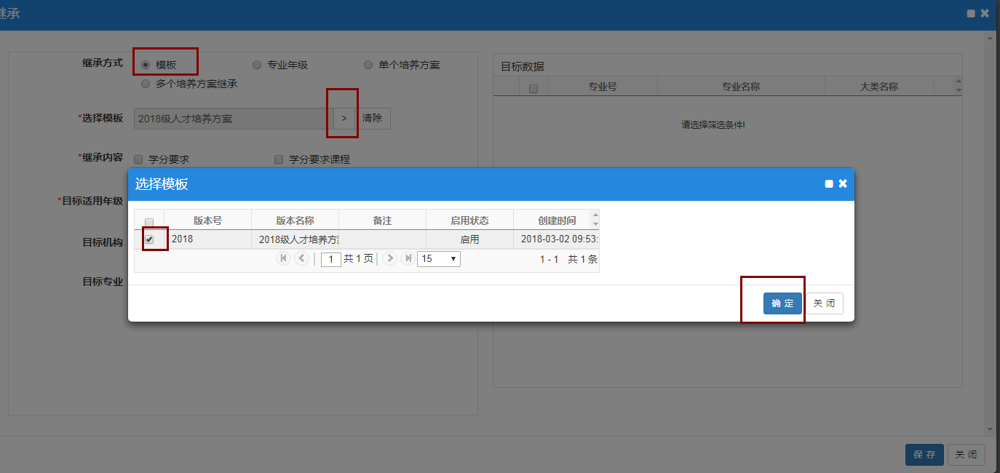 继承
继承方式 模板 专业年级 单个培养方案
多个培养方案继承
*选择模板 2018级人才培养方案 > 清除
*继承内容 学分要求 学分要求课程
*目标适用年级
目标机构
目标专业
目标数据
专业号 专业名称 大类名称
请选择筛选条件!
选择模板
版本号 版本名称 备注 启用状态 创建时间
2018 2018级人才培养方 启用 2018-03-02 09:53:
1 共 1 页 15 1 - 1 共 1 条
确 定 关 闭
保 存 关 闭